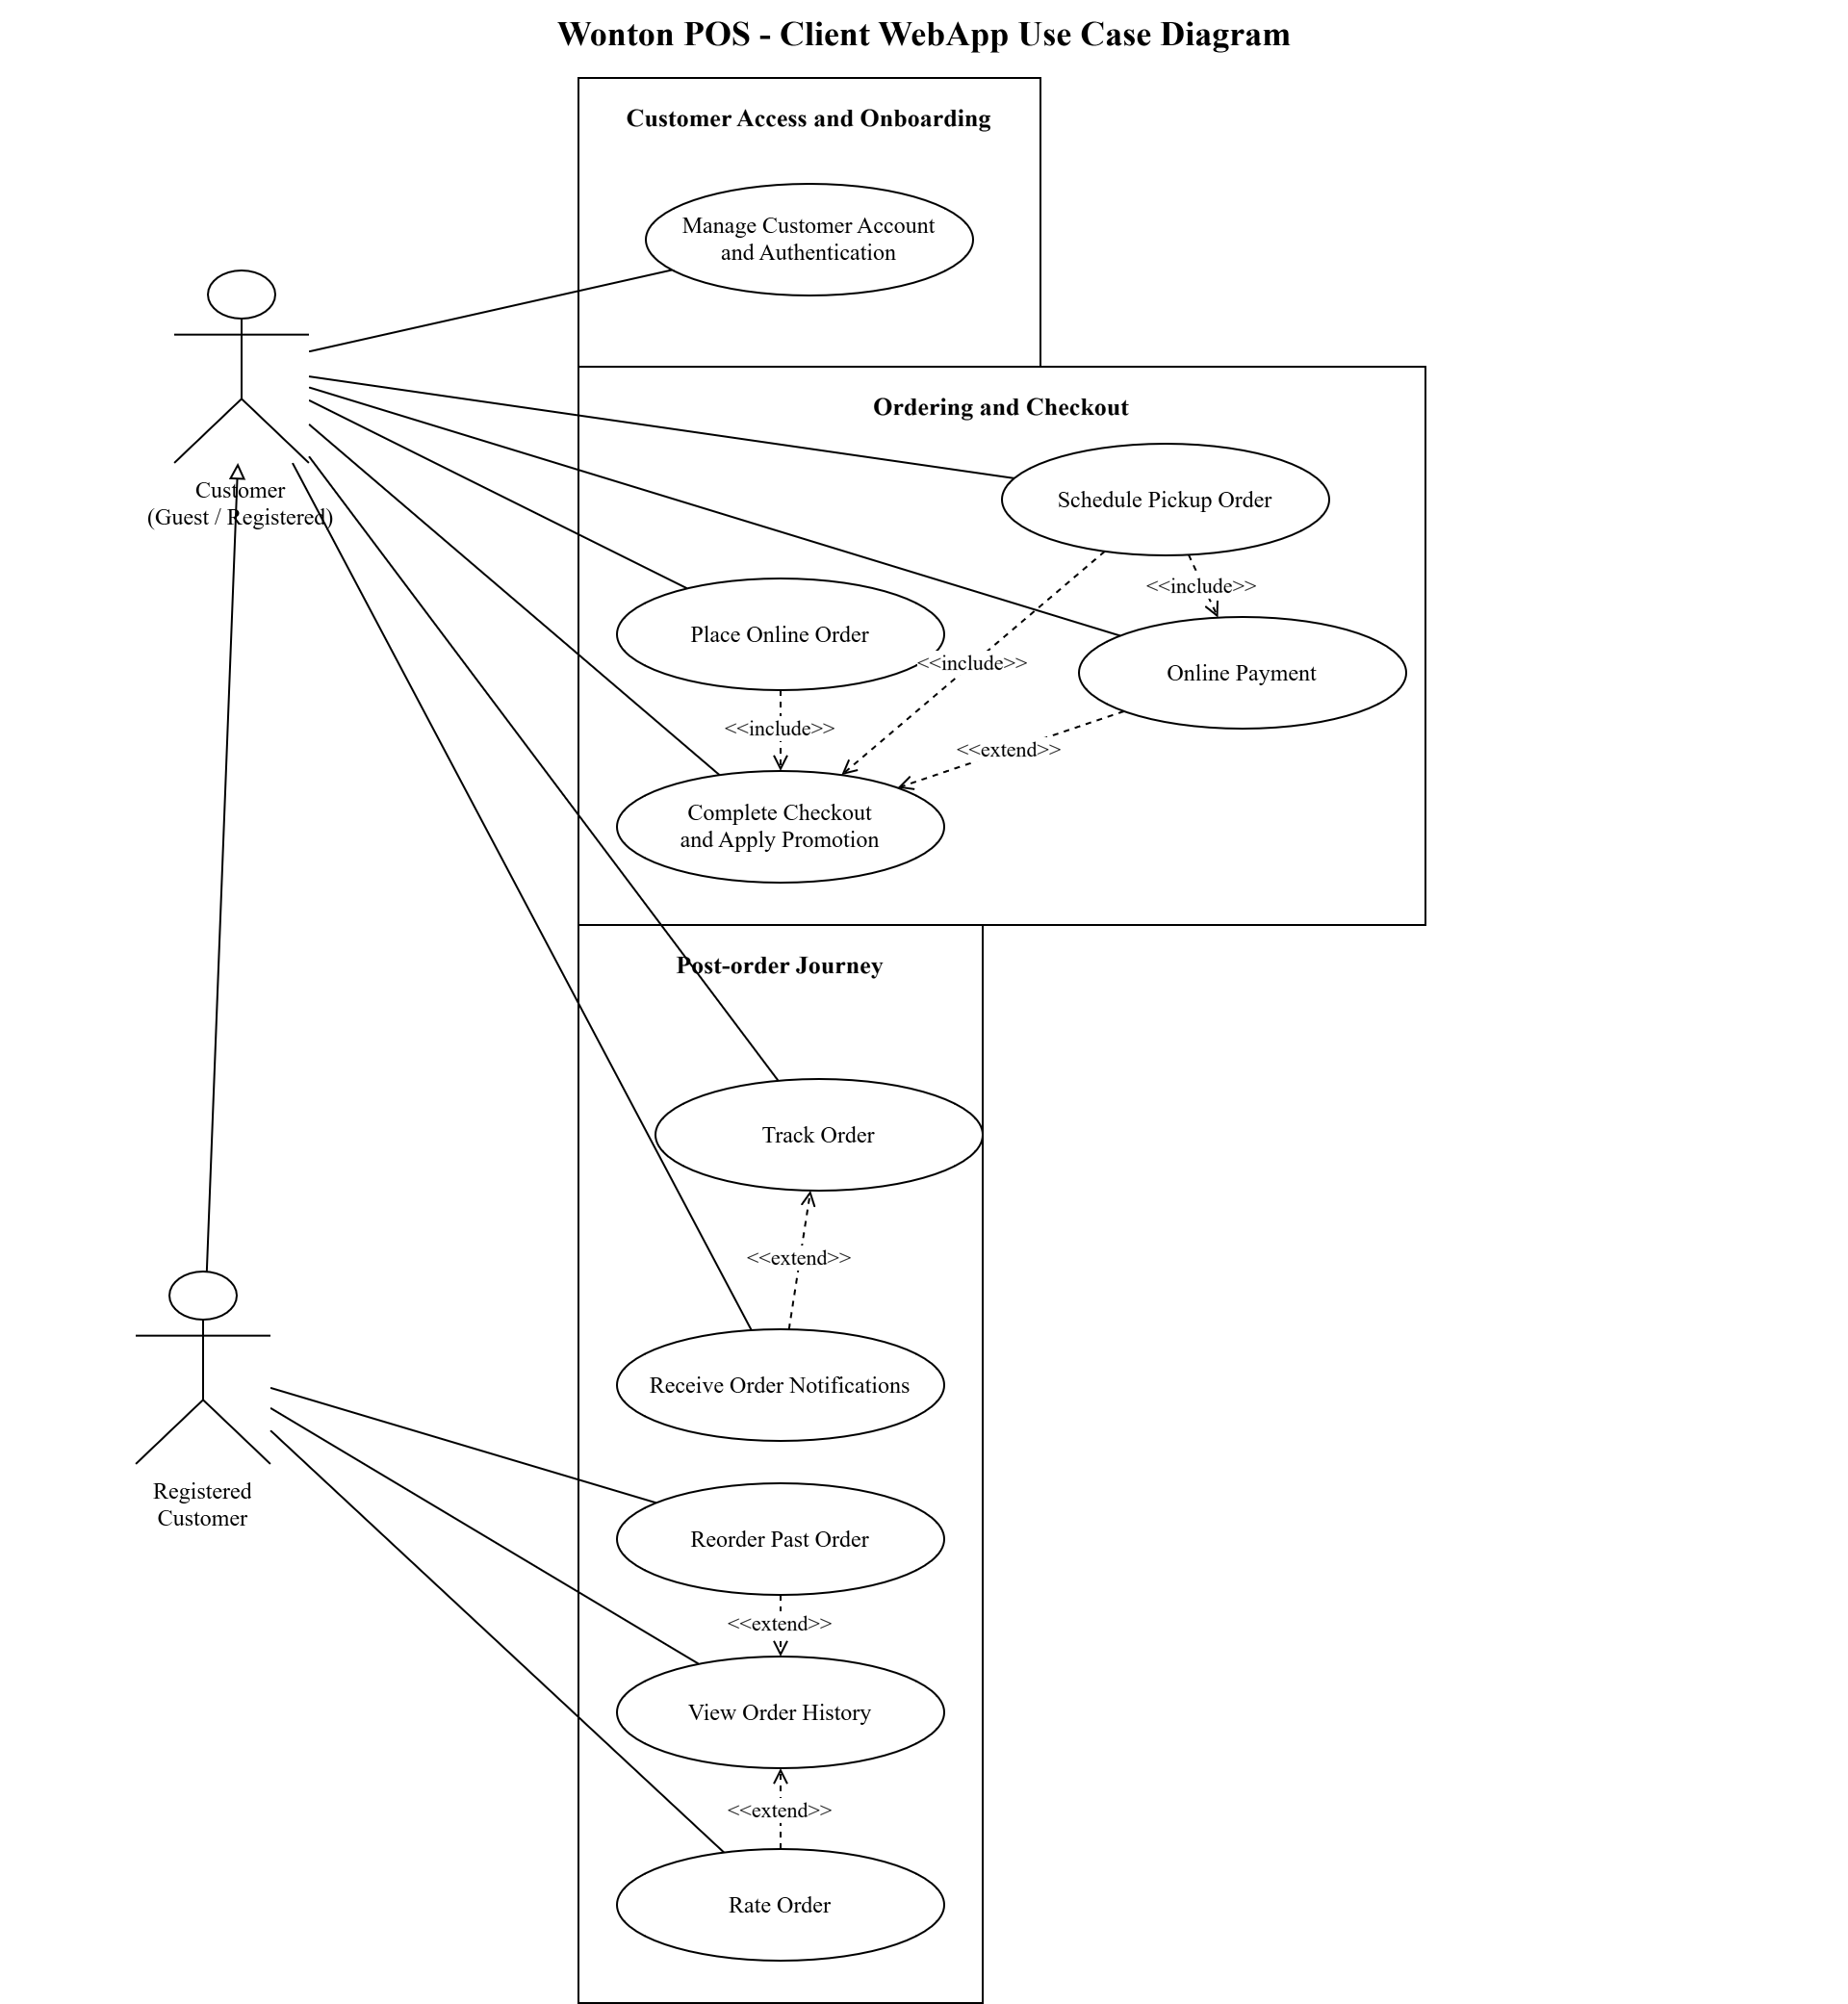 Wonton POS - Client WebApp Use Case Diagram
Customer Access and Onboarding
Manage Customer Account
and Authentication
Customer
(Guest / Registered)
Ordering and Checkout
Schedule Pickup Order
<<include>>
Place Online Order
<<include>>
Online Payment
<<include>>
<<extend>>
Complete Checkout
and Apply Promotion
Post-order Journey
Track Order
<<extend>>
Receive Order Notifications
Registered
Customer
Reorder Past Order
<<extend>>
View Order History
<<extend>>
Rate Order